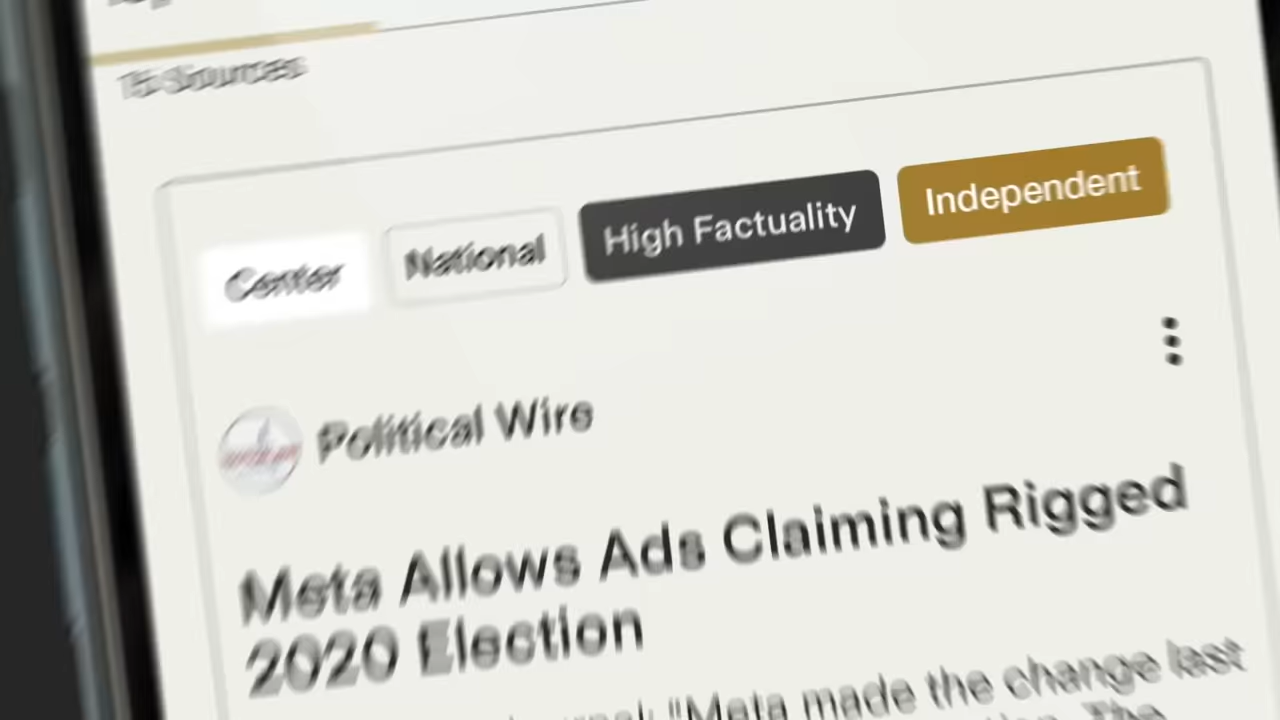 15 Sources
Center National High Factuality Independent
Political Wire
Meta Allows Ads Claiming Rigged
2020 Election
"Meta made the change last
The